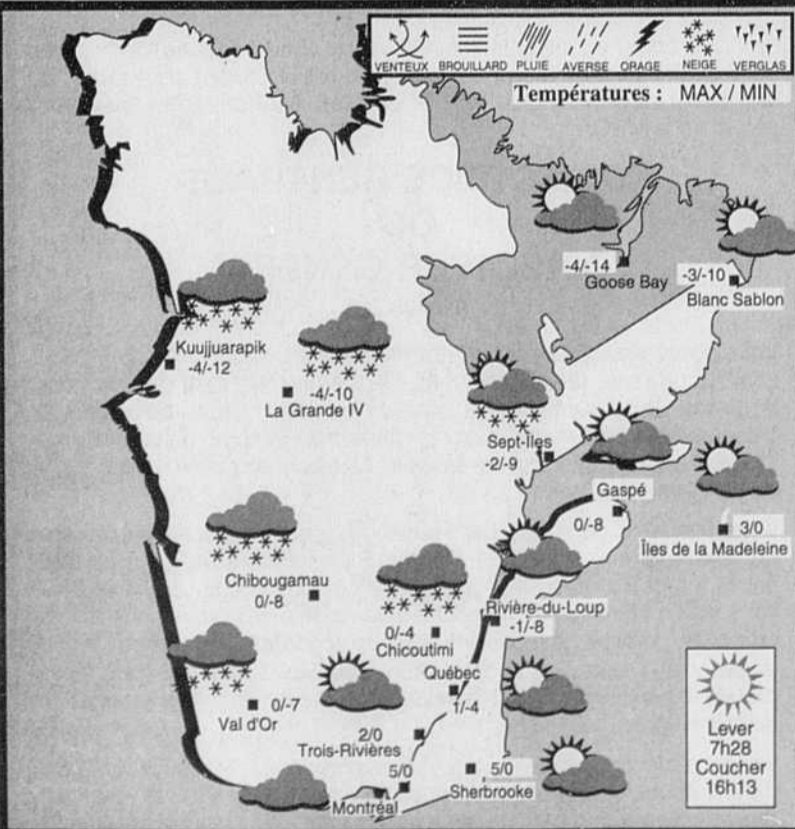 VENTEUX BROUILLARD PLUIE AVERSE ORAGE NEIGE VERGLAS
Températures : MAX / MIN
-4/-14
Goose Bay
-3/-10
Blanc Sablon
Kuujjuarapik
-4/-12
-4/-10
La Grande IV
Sept-Îles
-2/-9
Gaspé
0/-8
3/0
Îles de la Madeleine
Chibougamau
0/-8
0/-4
Chicoutimi
Rivière-du-Loup
-1/-8
Québec
1/-4
0/-7
Val d'Or
2/0
Trois-Rivières
5/0
Montréal
5/0
Sherbrooke
Lever
7h28
Coucher
16h13